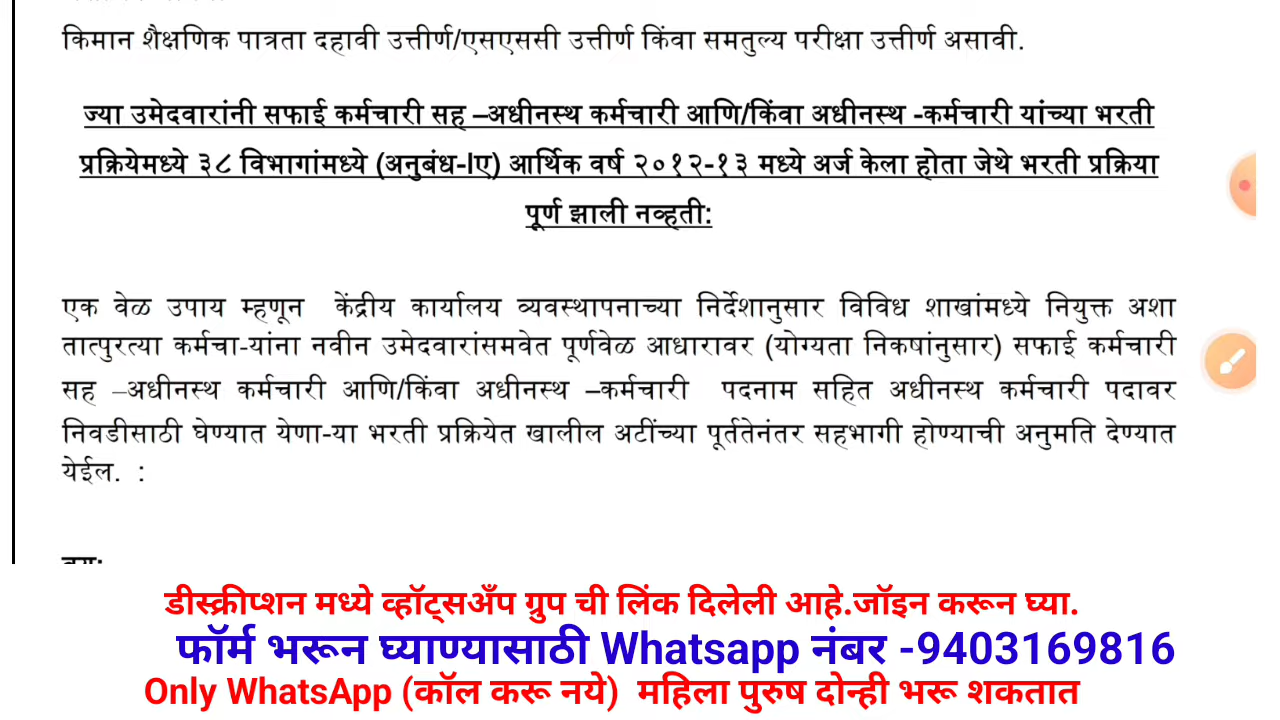 किमान शैक्षणिक पात्रता दहावी उत्तीर्ण/एसएससी उत्तीर्ण किंवा समतुल्य परीक्षा उत्तीर्ण असावी.
ज्या उमेदवारांनी सफाई कर्मचारी सह –अधीनस्थ कर्मचारी आणि/किंवा अधीनस्थ -कर्मचारी यांच्या भरती
प्रक्रियेमध्ये ३८ विभागांमध्ये (अनुबंध-Iए) आर्थिक वर्ष २०१२-१३ मध्ये अर्ज केला होता जेथे भरती प्रक्रिया
पूर्ण झाली नव्हती:
एक वेळ उपाय म्हणून केंद्रीय कार्यालय व्यवस्थापनाच्या निर्देशानुसार विविध शाखांमध्ये नियुक्त अशा
तात्पुरत्या कर्मचा-यांना नवीन उमेदवारांसमवेत पूर्णवेळ आधारावर (योग्यता निकषांनुसार) सफाई कर्मचारी
सह –अधीनस्थ कर्मचारी आणि/किंवा अधीनस्थ –कर्मचारी पदनाम सहित अधीनस्थ कर्मचारी पदावर
निवडीसाठी घेण्यात येणा-या भरती प्रक्रियेत खालील अटींच्या पूर्ततेनंतर सहभागी होण्याची अनुमति देण्यात
येईल. :
डीस्क्रीप्शन मध्ये व्हॉट्सअँप ग्रुप ची लिंक दिलेली आहे.जॉइन करून घ्या.
फॉर्म भरून घ्याण्यासाठी Whatsapp नंबर -9403169816
Only WhatsApp (कॉल करू नये) महिला पुरुष दोन्ही भरू शकतात